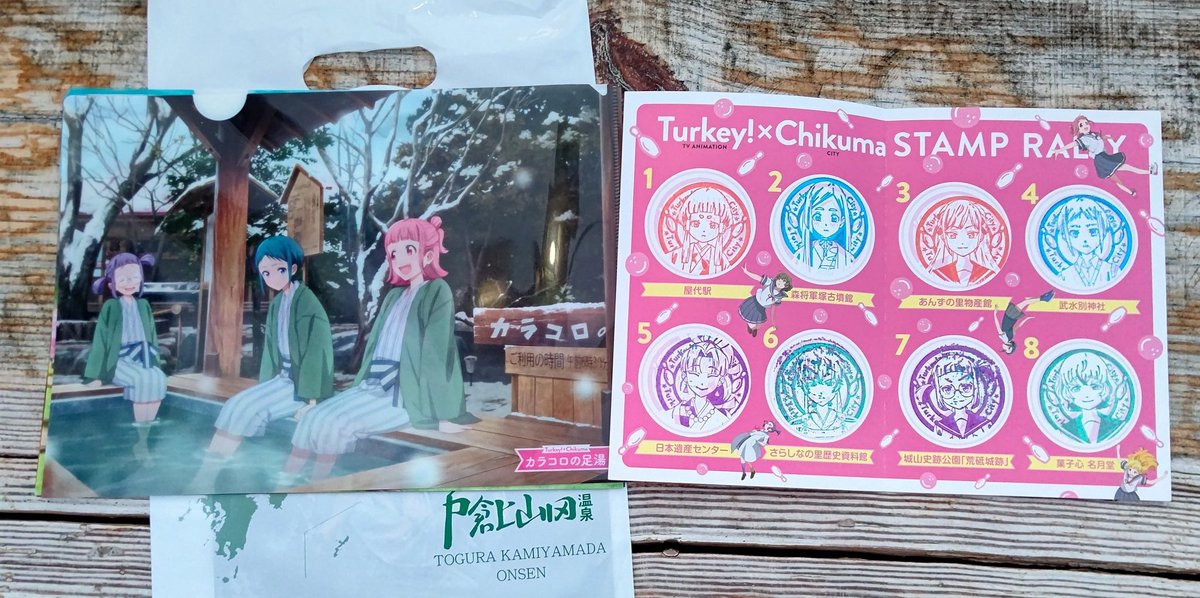 カラコロ。
ご利用の時間
Turkey!×Chikuma
カラコロの足湯
戸倉上山田
温泉
TOGURA KAMIYAMADA
ONSEN
Turkey!×Chikuma STAMP RALLY
TV ANIMATION
CITY
1
2
3
4
屋代駅
森将軍塚古墳館
あんずの里物産館
武水別神社
5
6
7
8
日本遺産センター
さらしなの里歴史資料館
城山史跡公園「荒砥城跡」
菓子心 名月堂